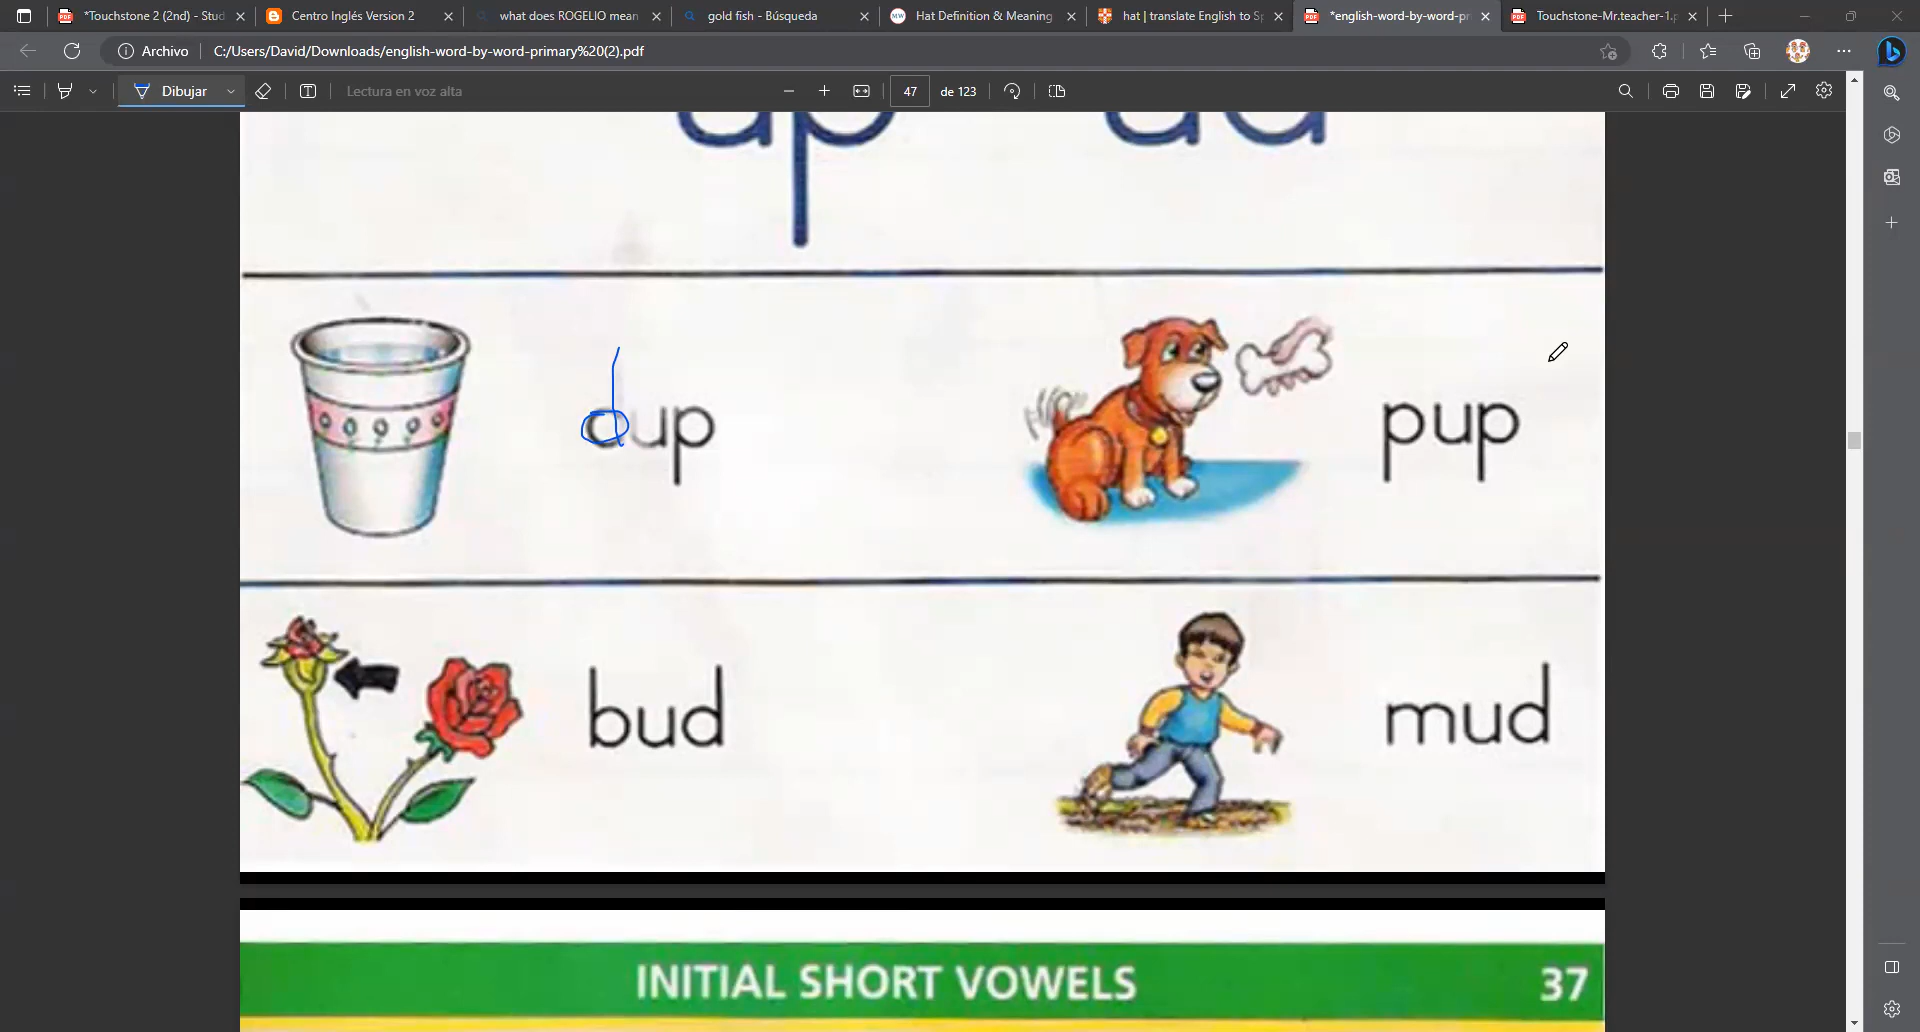 *Touchstone 2 (2nd) - Stud
Centro Inglés Version 2
what does ROGELIO mean
gold fish - Búsqueda
Hat Definition & Meaning
hat | translate English to Sp
*english-word-by-word-pr
Touchstone-Mr.teacher-1.p
Archivo
C:/Users/David/Downloads/english-word-by-word-primary%20(2).pdf
Dibujar
Lectura en voz alta
47
de 123
up ud
cup
pup
bud
mud
INITIAL SHORT VOWELS
37